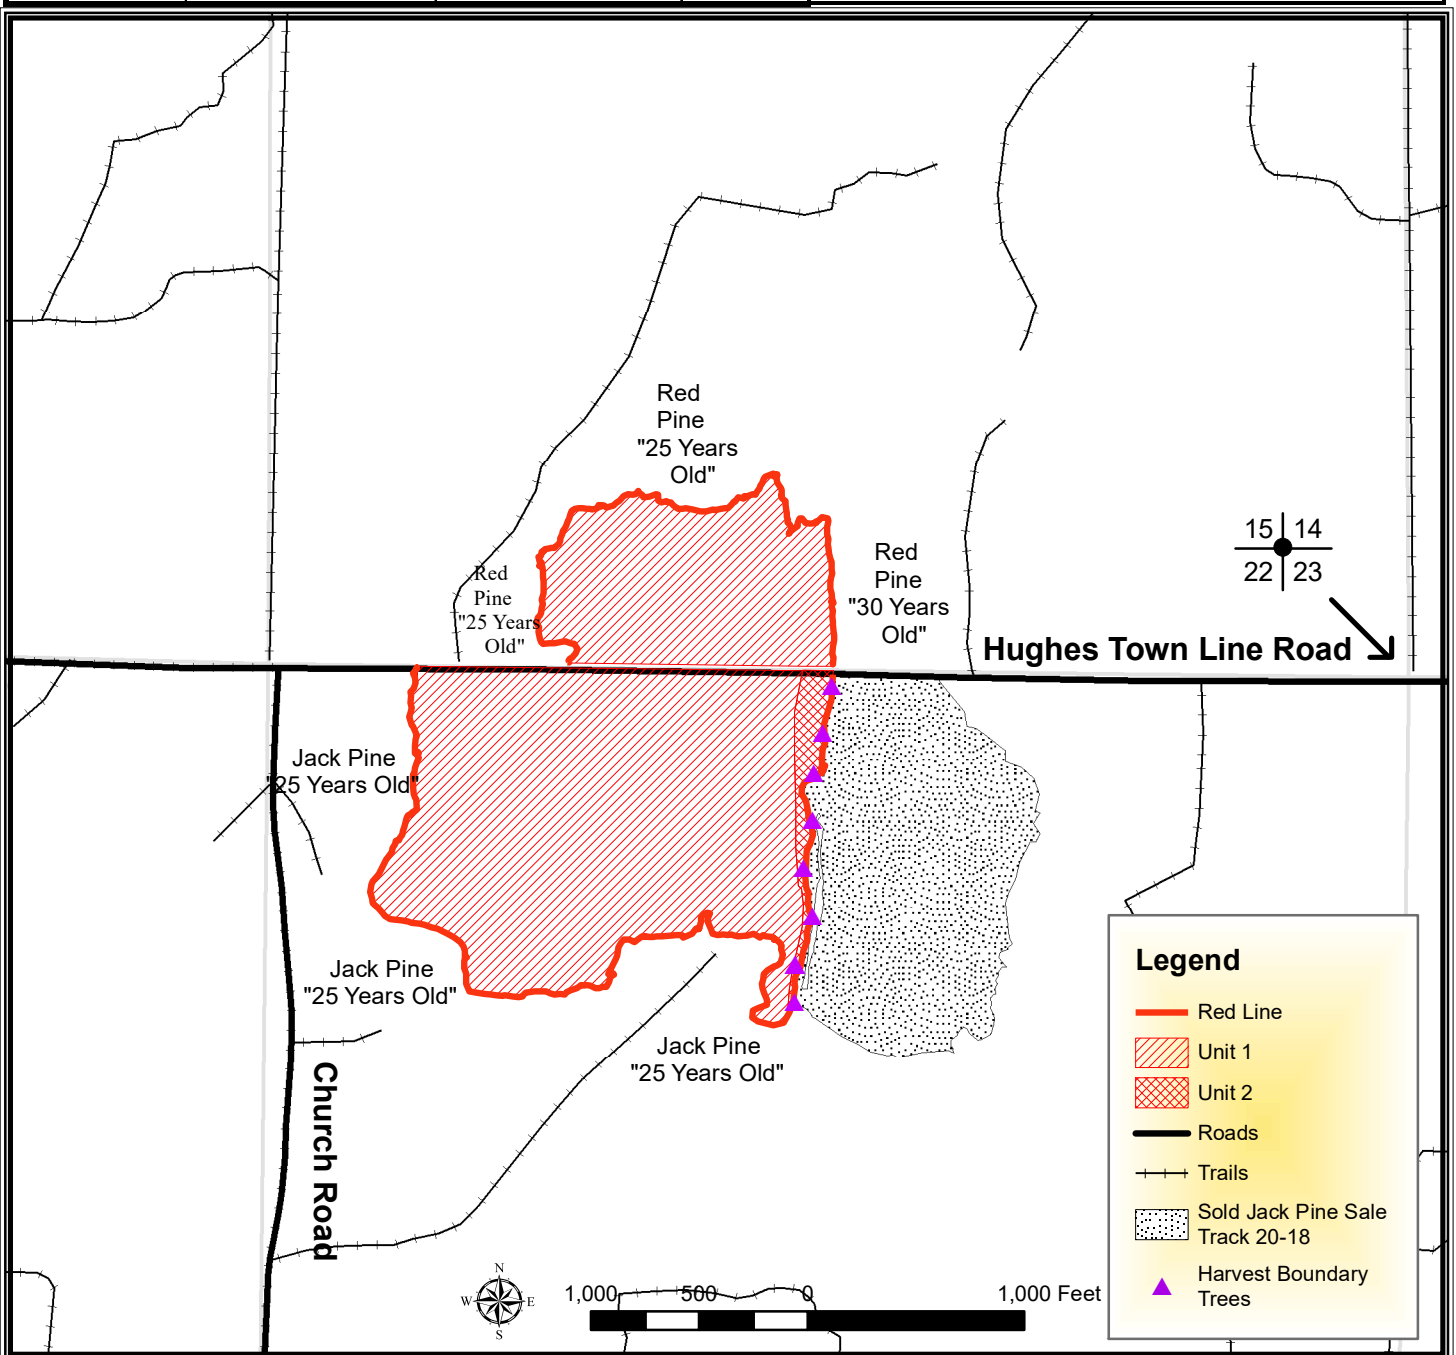 Red
Pine
"25 Years
Old"
15 14
22 23
Red
Pine
"30 Years
Old"
Red
Pine
"25 Years
Old"
Hughes Town Line Road
Jack Pine
"25 Years Old"
Jack Pine
"25 Years Old"
Jack Pine
"25 Years Old"
Church Road
Legend
Red Line
Unit 1
Unit 2
Roads
Trails
Sold Jack Pine Sale
Track 20-18
Harvest Boundary
Trees
N
W E
S
1,000 500 0 1,000 Feet